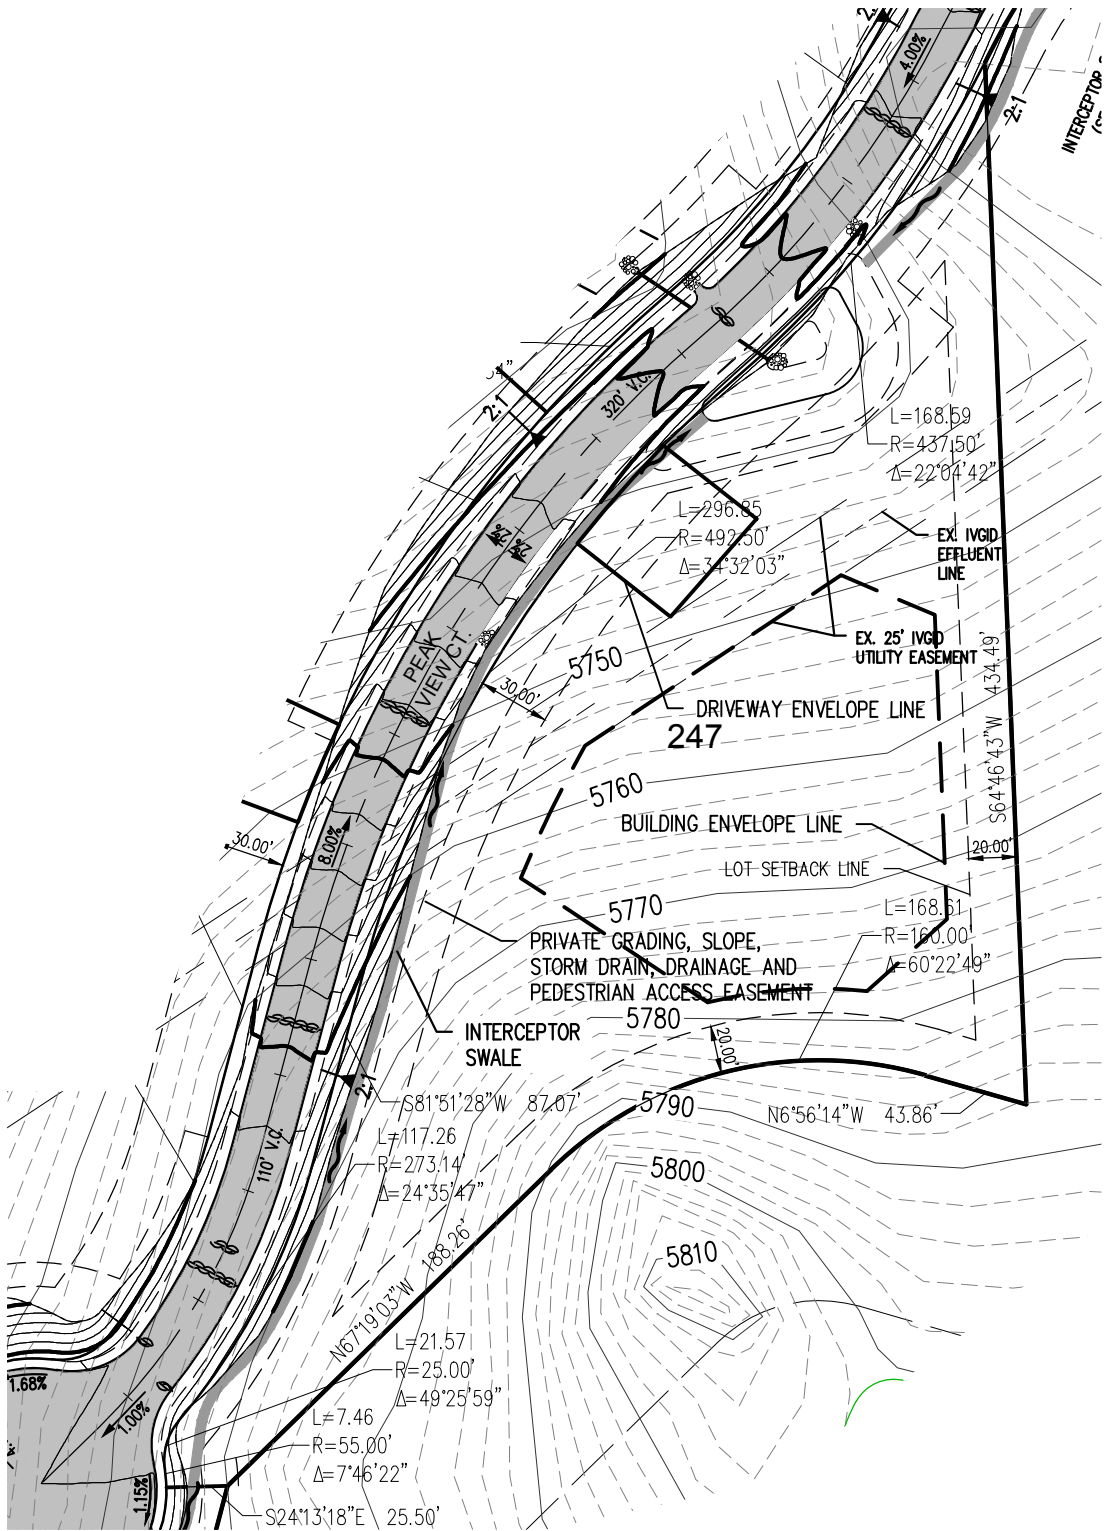 4.00%
2:1
INTERCEPTOR
320' V.C.
2:1
L=168.59
R=437.50'
Δ=22°04'42"
L=296.85
R=492.50'
Δ=34°32'03"
EX. IVGID
EFFLUENT
LINE
2%
2%
EX. 25' IVGID
UTILITY EASEMENT
PEAK
VIEW CT.
5750
30.00'
DRIVEWAY ENVELOPE LINE
247
S64°46'43"W 434.49'
5760
BUILDING ENVELOPE LINE
8.00%
30.00'
20.00'
LOT SETBACK LINE
5770
L=168.61
R=160.00'
Δ=60°22'49"
PRIVATE GRADING, SLOPE,
STORM DRAIN, DRAINAGE AND
PEDESTRIAN ACCESS EASEMENT
5780
INTERCEPTOR
SWALE
20.00'
2:1
S81°51'28"W 87.07'
5790
N6°56'14"W 43.86'
110' V.C.
L=117.26
R=273.14'
Δ=24°35'47"
5800
5810
N67°19'03"W 188.26'
L=21.57
R=25.00'
Δ=49°25'59"
1.68%
1.00%
L=7.46
R=55.00'
Δ=7°46'22"
1.15%
S24°13'18"E 25.50'